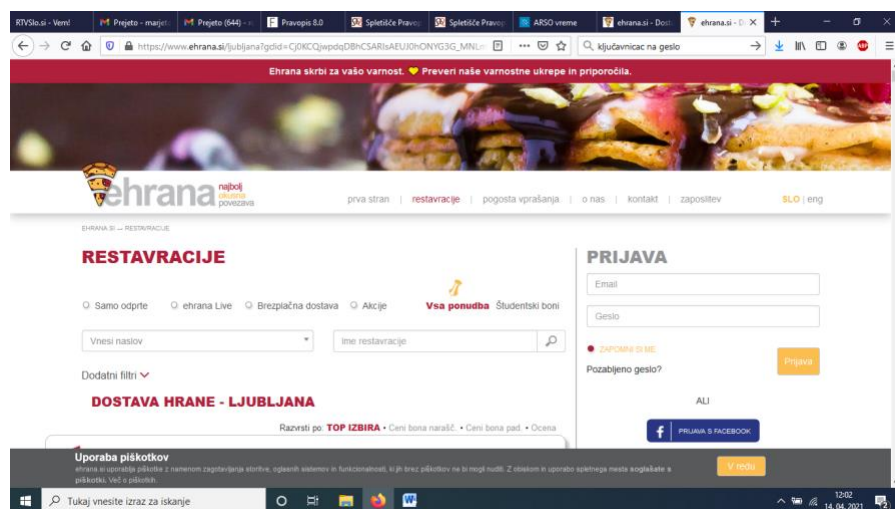 RTVSlo.si - Vem!
Prejeto - marjet
Prejeto (644) - a
Pravopis 8.0
Spletišče Pravop
Spletišče Pravop
ARSO vreme
ehrana.si - Dost
ehrana.si - D
https://www.ehrana.si/ljubljana?gclid=
ključavnicac na geslo
Ehrana skrbi za vašo varnost. 💛 Preveri naše varnostne ukrepe in priporočila.
ehrana
najbolj
okusna
povezava
prva stran | restavracije | pogosta vprašanja | o nas | kontakt | zaposlitev
SLO | eng
EHRANA.SI — RESTAVRACIJE
RESTAVRACIJE
Samo odprte ehrana Live Brezplačna dostava Akcije Vsa ponudba Študentski boni
Vnesi naslov
Ime restavracije
Dodatni filtri
DOSTAVA HRANE - LJUBLJANA
Razvrsti po: TOP IZBIRA • Ceni bona narašč. • Ceni bona pad. • Ocena
PRIJAVA
Email
Geslo
ZAPOMNI SI ME
Prijava
Pozabljeno geslo?
ALI
f PRIJAVA S FACEBOOK
Uporaba piškotkov
ehrana.si uporablja piškotke z namenom zagotavljanja storitve, oglasnih sistemov in funkcionalnosti, ki jih brez piškotkov ne bi mogli nuditi. Z obiskom in uporabo spletnega mesta soglašate s
piškotki. Več o piškotkih.
V redu
Tukaj vnesite izraz za iskanje
12:02
14. 04. 2021